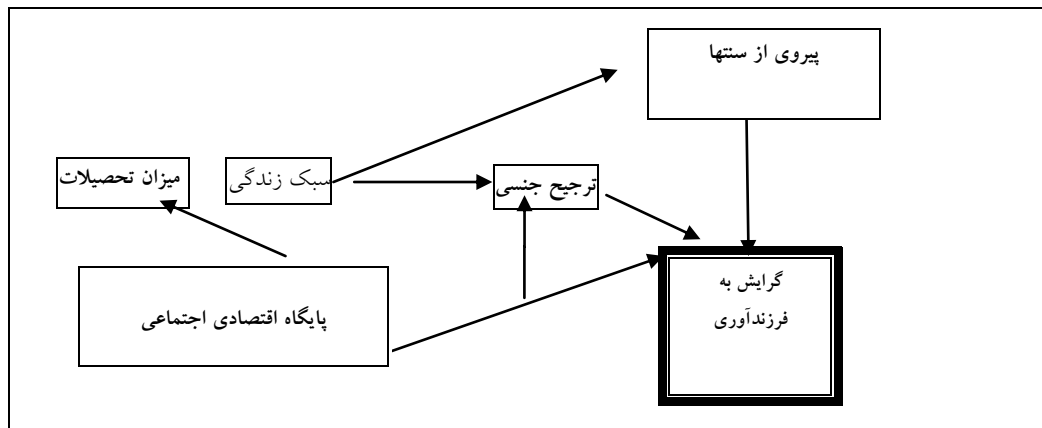 پیروی از سنتها
میزان تحصیلات
سبک زندگی
ترجیح جنسی
پایگاه اقتصادی اجتماعی
گرایش به
فرزندآوری